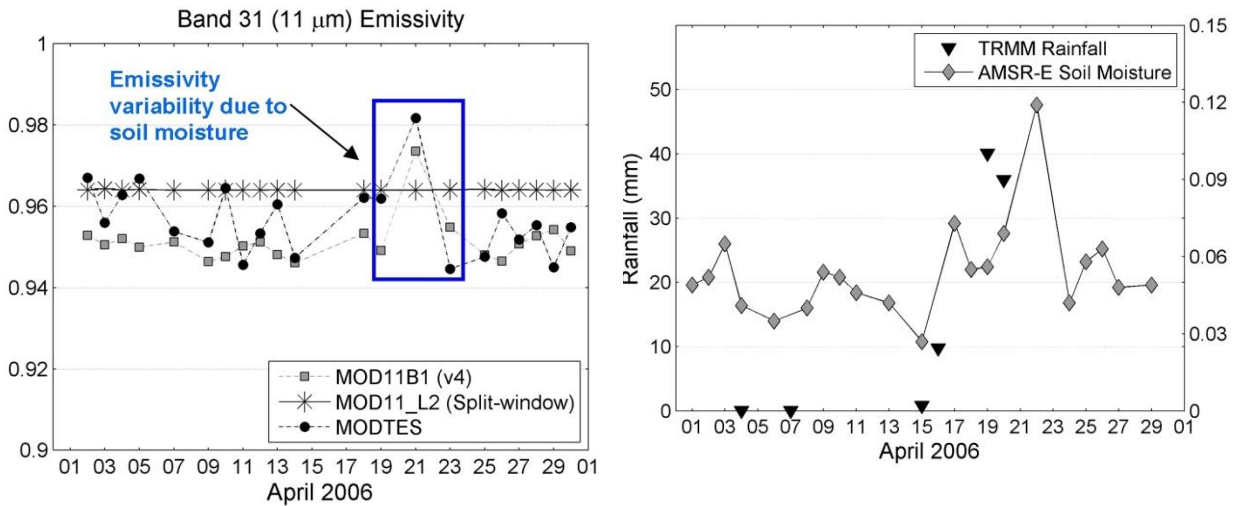 Band 31 (11 μm) Emissivity
1
0.98
0.96
0.94
0.92
0.9
Emissivity
variability due to
soil moisture
MOD11B1 (v4)
MOD11_L2 (Split-window)
MODTES
01 03 05 07 09 11 13 15 17 19 21 23 25 27 29 01
April 2006
TRMM Rainfall
AMSR-E Soil Moisture
Rainfall (mm)
50
40
30
20
10
0
0.15
0.12
0.09
0.06
0.03
0
01 03 05 07 09 11 13 15 17 19 21 23 25 27 29 01
April 2006